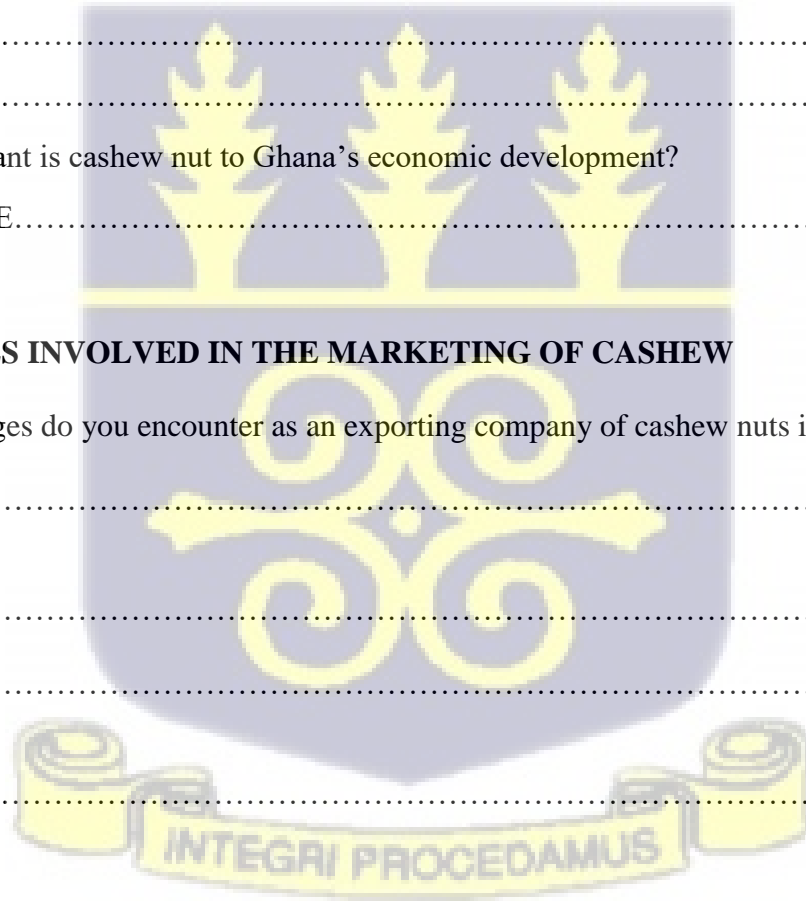 ……………………………………………………………………………
……………………………………………………………………………
ant is cashew nut to Ghana’s economic development?
E……………………………………………………………………………
ES INVOLVED IN THE MARKETING OF CASHEW
ges do you encounter as an exporting company of cashew nuts i
……………………………………………………………………………
……………………………………………………………………………
……………………………………………………………………………
……………………………………………………………………………
INTEGRI PROCEDAMUS